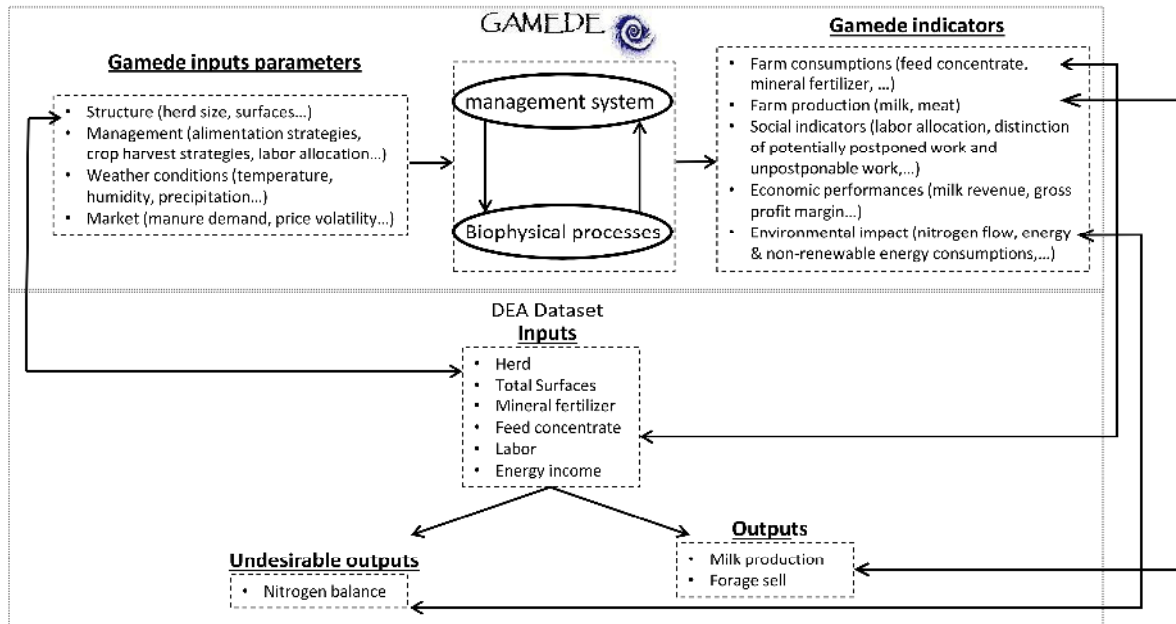 GAMEDE
Gamede inputs parameters
• Structure (herd size, surfaces...)
• Management (alimentation strategies,
crop harvest strategies, labor allocation...)
• Weather conditions (temperature,
humidity, precipitation...)
• Market (manure demand, price volatility...)
management system
Biophysical processes
Gamede indicators
• Farm consumptions (feed concentrate,
mineral fertilizer, ...)
• Farm production (milk, meat)
• Social indicators (labor allocation, distinction
of potentially postponed work and
unpostponable work,...)
• Economic performances (milk revenue, gross
profit margin...)
• Environmental impact (nitrogen flow, energy
& non-renewable energy consumptions,...)
DEA Dataset
Inputs
• Herd
• Total Surfaces
• Mineral fertilizer
• Feed concentrate
• Labor
• Energy income
Undesirable outputs
• Nitrogen balance
Outputs
• Milk production
• Forage sell